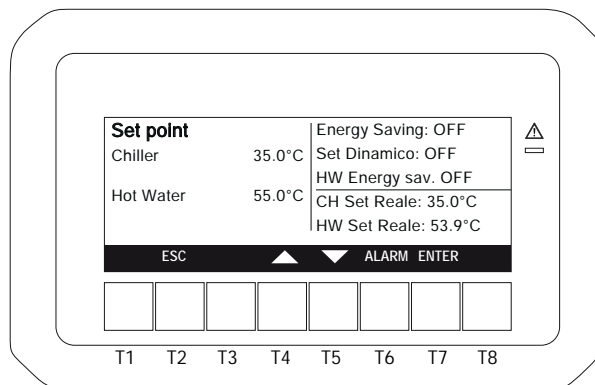 Set point
Chiller 35.0°C
Hot Water 55.0°C
Energy Saving: OFF
Set Dinamico: OFF
HW Energy sav. OFF
CH Set Reale: 35.0°C
HW Set Reale: 53.9°C
ESC ALARM ENTER
T1 T2 T3 T4 T5 T6 T7 T8